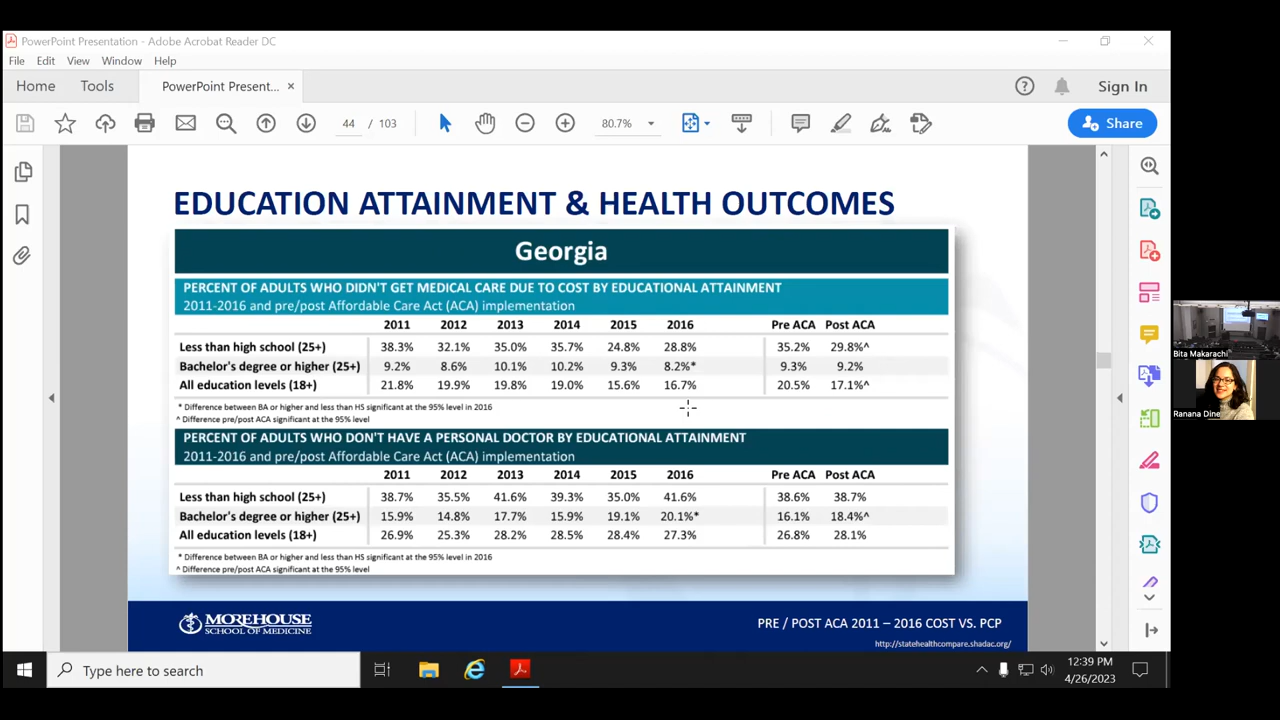 PowerPoint Presentation - Adobe Acrobat Reader DC
File Edit View Window Help
Home Tools PowerPoint Present... × Sign In
44 / 103 80.7% Share
EDUCATION ATTAINMENT & HEALTH OUTCOMES
Georgia
PERCENT OF ADULTS WHO DIDN'T GET MEDICAL CARE DUE TO COST BY EDUCATIONAL ATTAINMENT
2011-2016 and pre/post Affordable Care Act (ACA) implementation
2011 2012 2013 2014 2015 2016 Pre ACA Post ACA
Less than high school (25+) 38.3% 32.1% 35.0% 35.7% 24.8% 28.8% 35.2% 29.8%^
Bachelor's degree or higher (25+) 9.2% 8.6% 10.1% 10.2% 9.3% 8.2%* 9.3% 9.2%
All education levels (18+) 21.8% 19.9% 19.8% 19.0% 15.6% 16.7% 20.5% 17.1%^
* Difference between BA or higher and less than HS significant at the 95% level in 2016
^ Difference pre/post ACA significant at the 95% level
PERCENT OF ADULTS WHO DON'T HAVE A PERSONAL DOCTOR BY EDUCATIONAL ATTAINMENT
2011-2016 and pre/post Affordable Care Act (ACA) implementation
2011 2012 2013 2014 2015 2016 Pre ACA Post ACA
Less than high school (25+) 38.7% 35.5% 41.6% 39.3% 35.0% 41.6% 38.6% 38.7%
Bachelor's degree or higher (25+) 15.9% 14.8% 17.7% 15.9% 19.1% 20.1%* 16.1% 18.4%^
All education levels (18+) 26.9% 25.3% 28.2% 28.5% 28.4% 27.3% 26.8% 28.1%
* Difference between BA or higher and less than HS significant at the 95% level in 2016
^ Difference pre/post ACA significant at the 95% level
MOREHOUSE
SCHOOL OF MEDICINE
PRE / POST ACA 2011 – 2016 COST VS. PCP
http://statehealthcompare.shadac.org/
Bita Makarachi
Ranana Dine
Type here to search
12:39 PM
4/26/2023